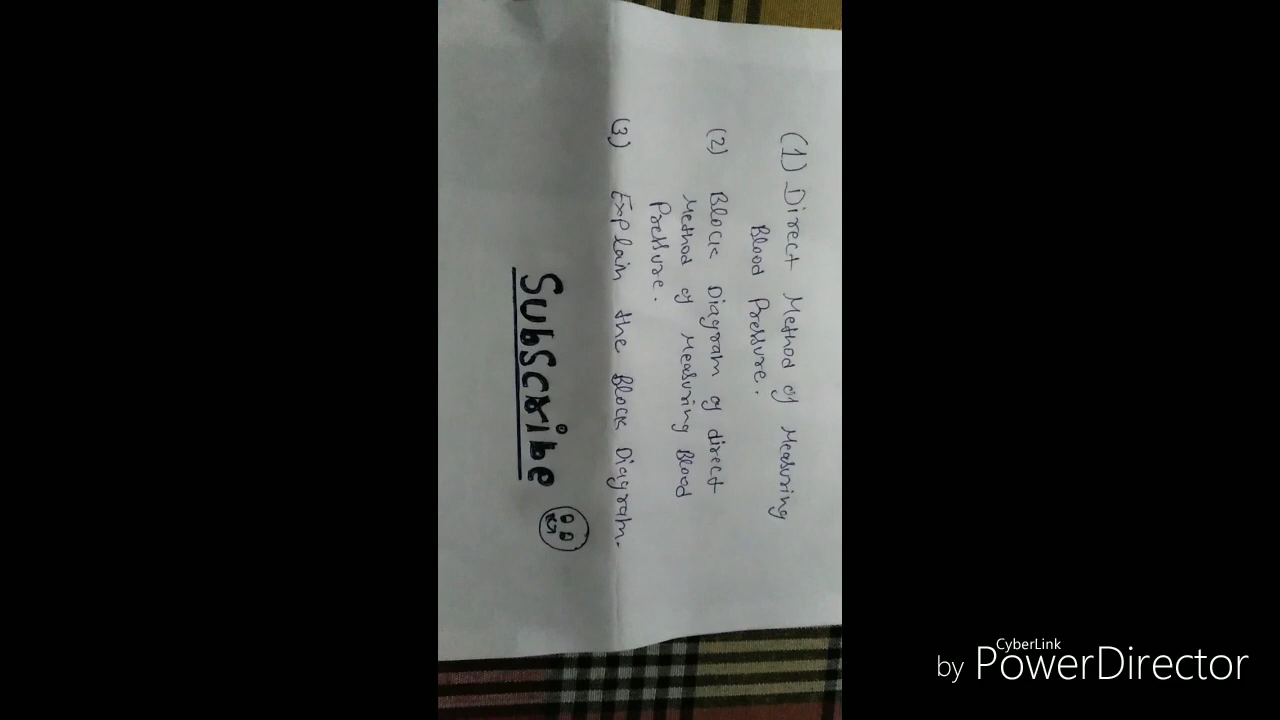 (1) Direct Method of Measuring
Blood Pressure.
(2) Block Diagram of direct
Method of Measuring Blood
Pressure.
(3) Explain the Block Diagram.
Subscribe
CyberLink
by PowerDirector